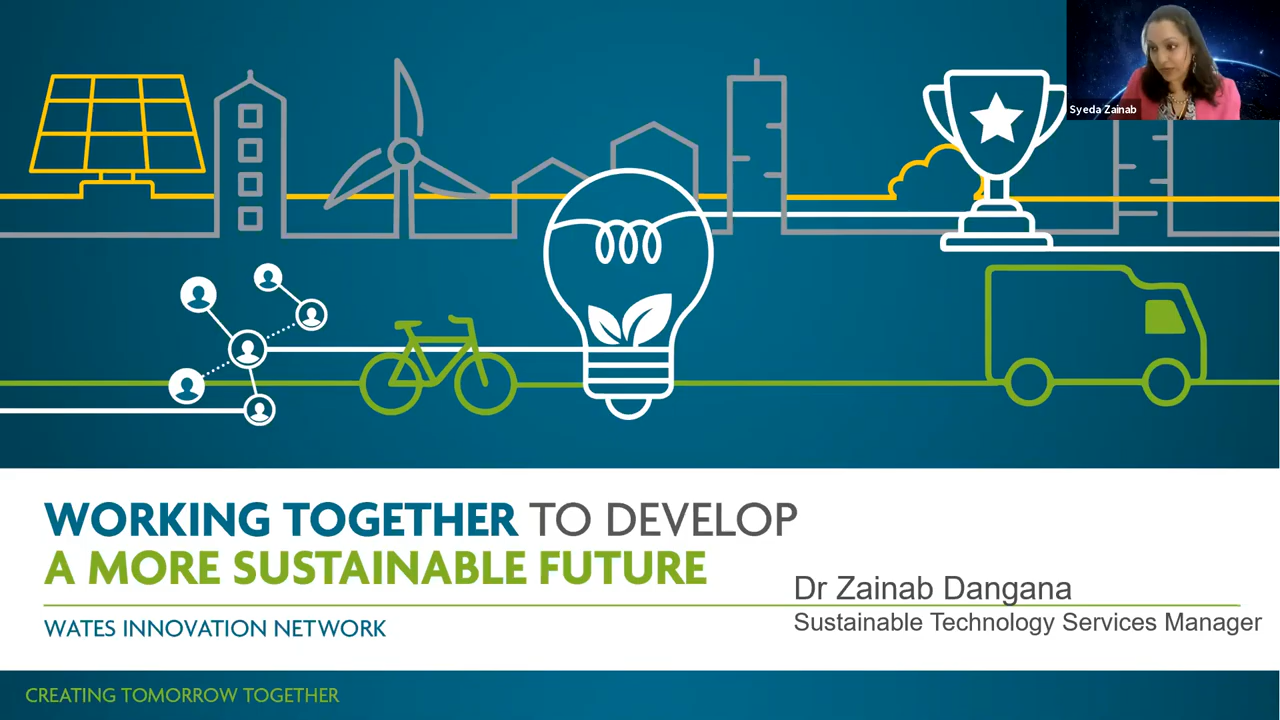 Syeda Zainab
WORKING TOGETHER TO DEVELOP
A MORE SUSTAINABLE FUTURE
Dr Zainab Dangana
Sustainable Technology Services Manager
WATES INNOVATION NETWORK
CREATING TOMORROW TOGETHER